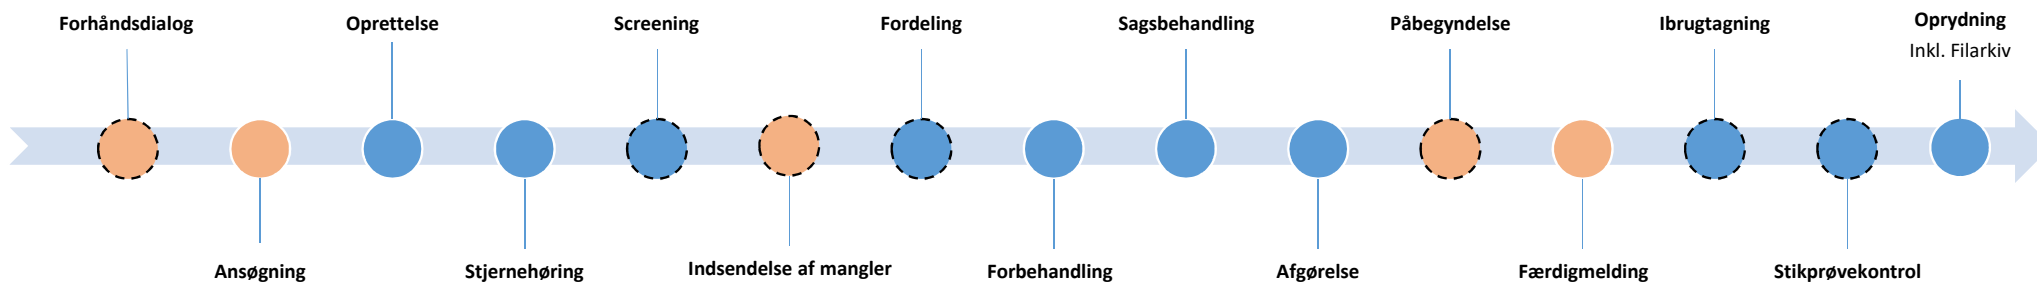 Forhåndsdialog
Oprettelse
Screening
Fordeling
Sagsbehandling
Påbegyndelse
Ibrugtagning
Oprydning
Inkl. Filarkiv
Ansøgning
Stjernehøring
Indsendelse af mangler
Forbehandling
Afgørelse
Færdigmelding
Stikprøvekontrol